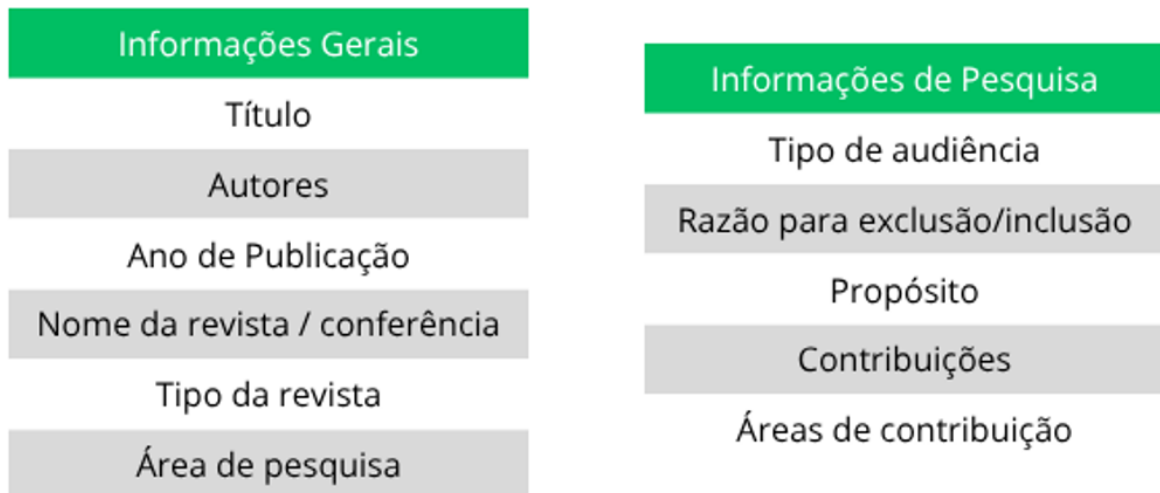 Informações Gerais
Título
Autores
Ano de Publicação
Nome da revista / conferência
Tipo da revista
Área de pesquisa
Informações de Pesquisa
Tipo de audiência
Razão para exclusão/inclusão
Propósito
Contribuições
Áreas de contribuição